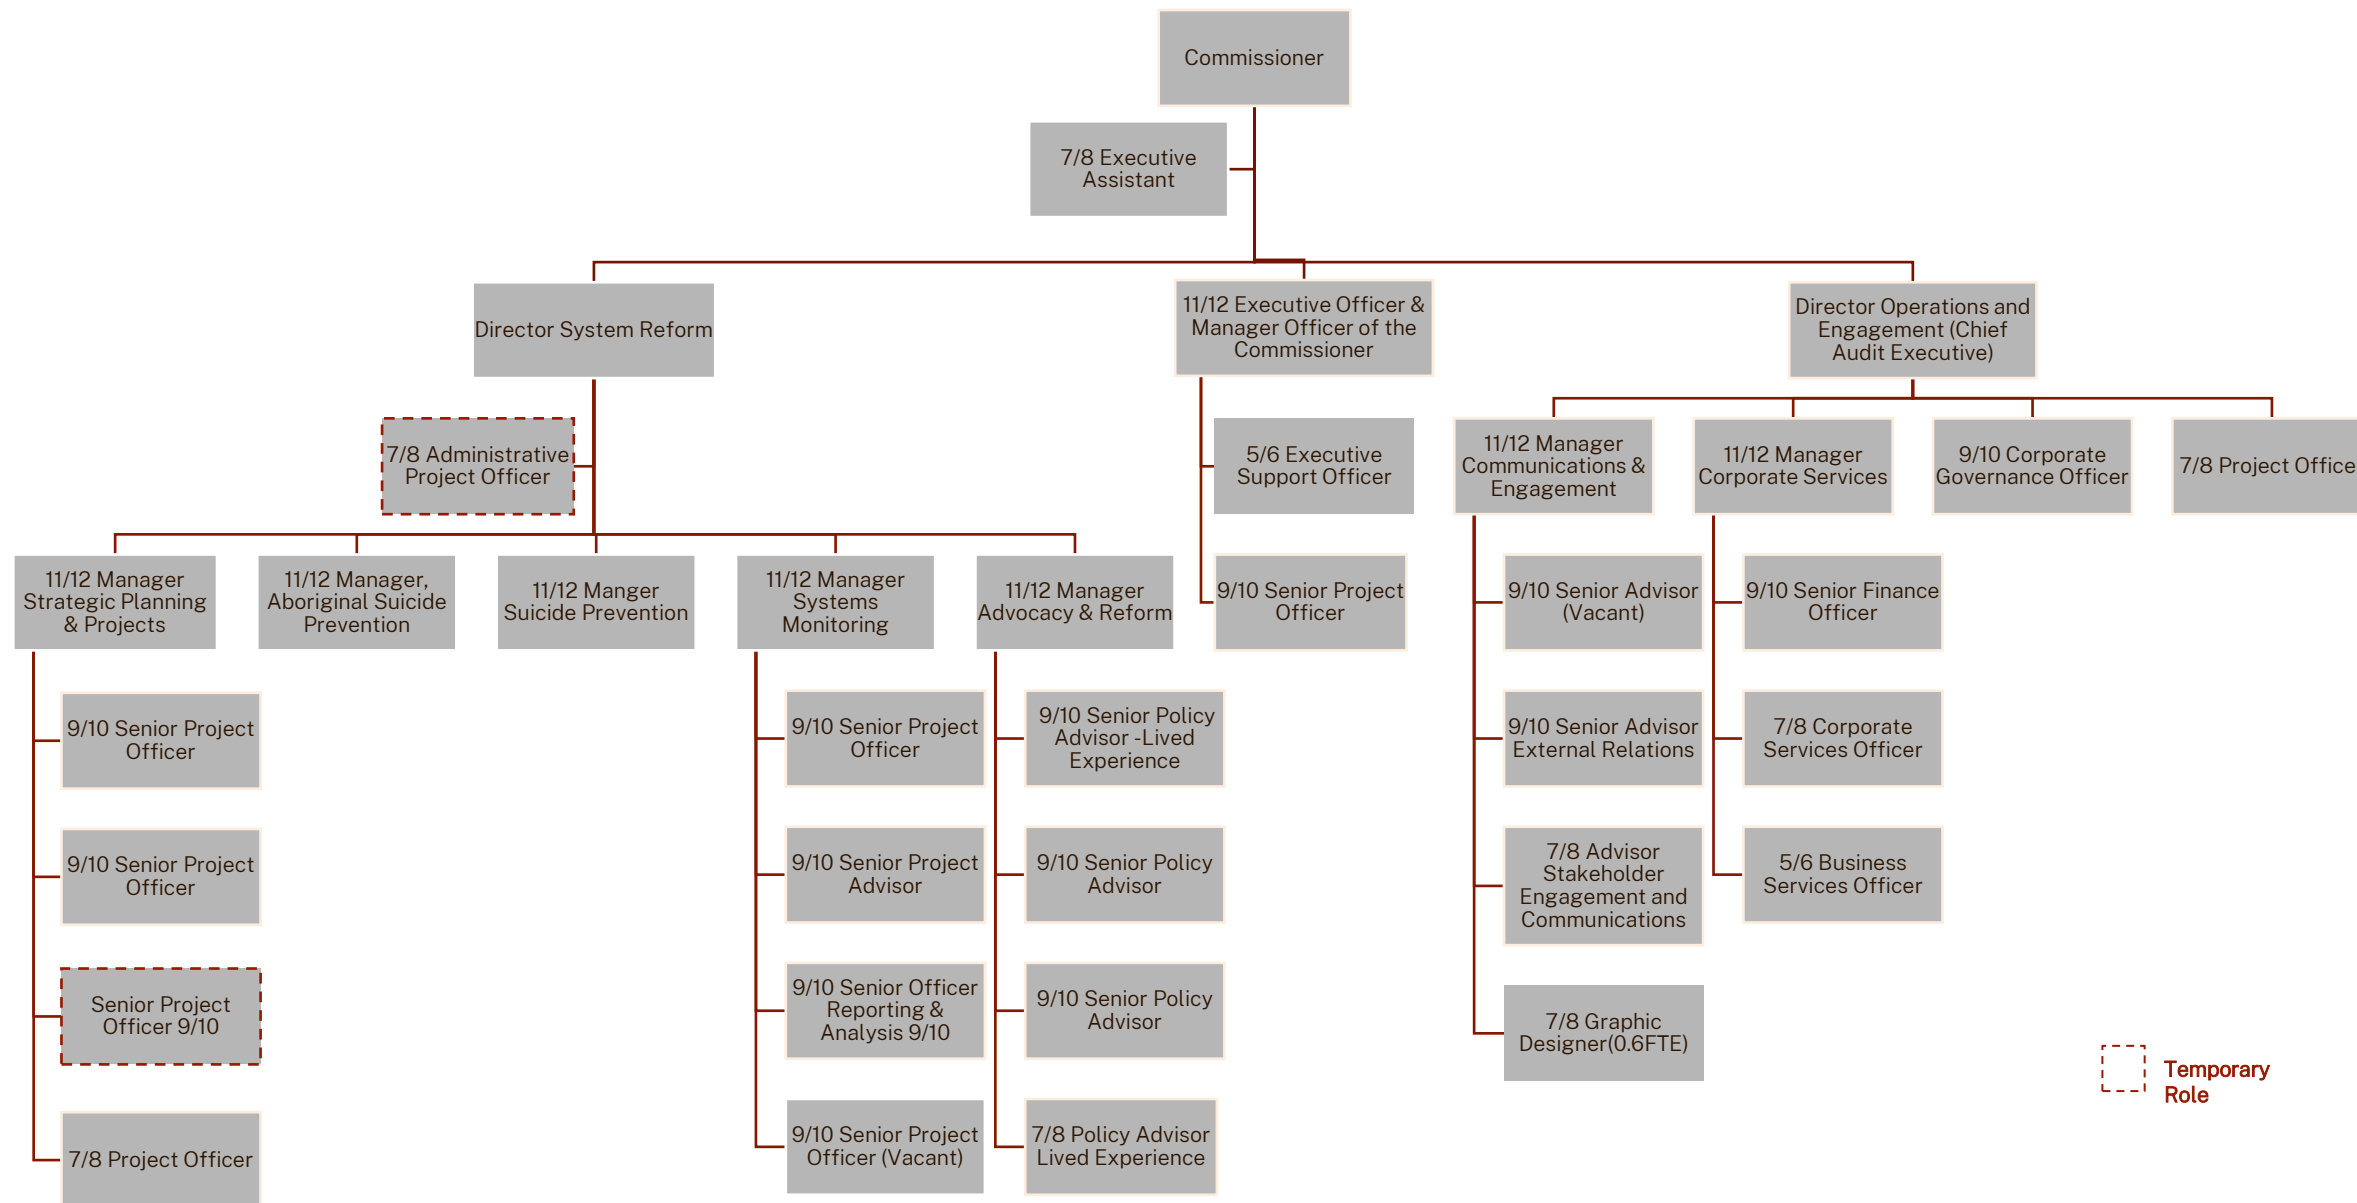 Commissioner
7/8 Executive
Assistant
Director System Reform
11/12 Executive Officer &
Manager Officer of the
Commissioner
Director Operations and
Engagement (Chief
Audit Executive)
7/8 Administrative
Project Officer
5/6 Executive
Support Officer
11/12 Manager
Communications &
Engagement
11/12 Manager
Corporate Services
9/10 Corporate
Governance Officer
7/8 Project Office
11/12 Manager
Strategic Planning
& Projects
11/12 Manager,
Aboriginal Suicide
Prevention
11/12 Manger
Suicide Prevention
11/12 Manager
Systems
Monitoring
11/12 Manager
Advocacy & Reform
9/10 Senior Project
Officer
9/10 Senior Advisor
(Vacant)
9/10 Senior Finance
Officer
9/10 Senior Project
Officer
9/10 Senior Project
Officer
9/10 Senior Policy
Advisor -Lived
Experience
9/10 Senior Advisor
External Relations
7/8 Corporate
Services Officer
9/10 Senior Project
Officer
9/10 Senior Project
Advisor
9/10 Senior Policy
Advisor
7/8 Advisor
Stakeholder
Engagement and
Communications
5/6 Business
Services Officer
Senior Project
Officer 9/10
9/10 Senior Officer
Reporting &
Analysis 9/10
9/10 Senior Policy
Advisor
7/8 Graphic
Designer(0.6FTE)
Temporary
Role
7/8 Project Officer
9/10 Senior Project
Officer (Vacant)
7/8 Policy Advisor
Lived Experience